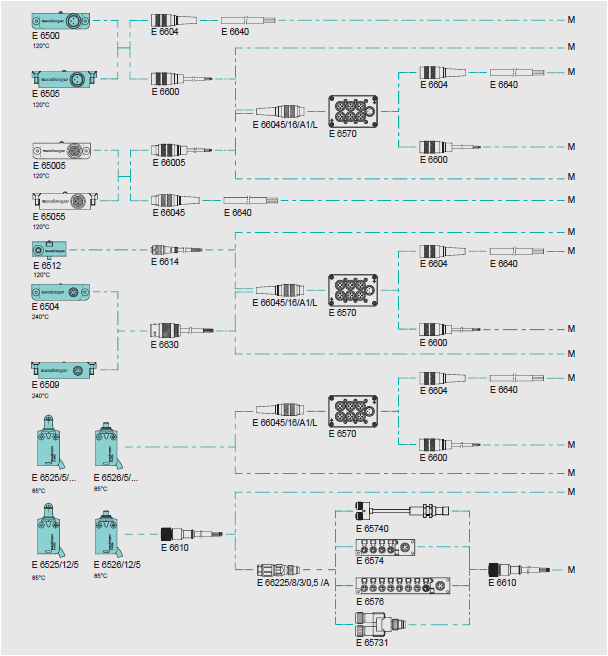 E 6500
120°C
E 6604
E 6640
M
M
E 6505
120°C
E 6600
E 6604
E 6640
M
E 66045/16/A1/L
E 6570
E 65005
120°C
E 66005
E 6600
M
M
E 65055
120°C
E 66045
E 6640
M
M
E 6512
120°C
E 6614
E 6604
E 6640
M
E 6504
240°C
E 66045/16/A1/L
E 6570
E 6630
E 6600
M
M
E 6509
240°C
E 6604
E 6640
M
E 66045/16/A1/L
E 6570
E 6600
M
E 6525/5/...
85°C
E 6526/5/...
85°C
M
M
E 65740
E 6525/12/5
85°C
E 6526/12/5
85°C
E 6610
E 6574
E 66225/8/3/0,5 /A
E 6576
E 6610
M
E 65731